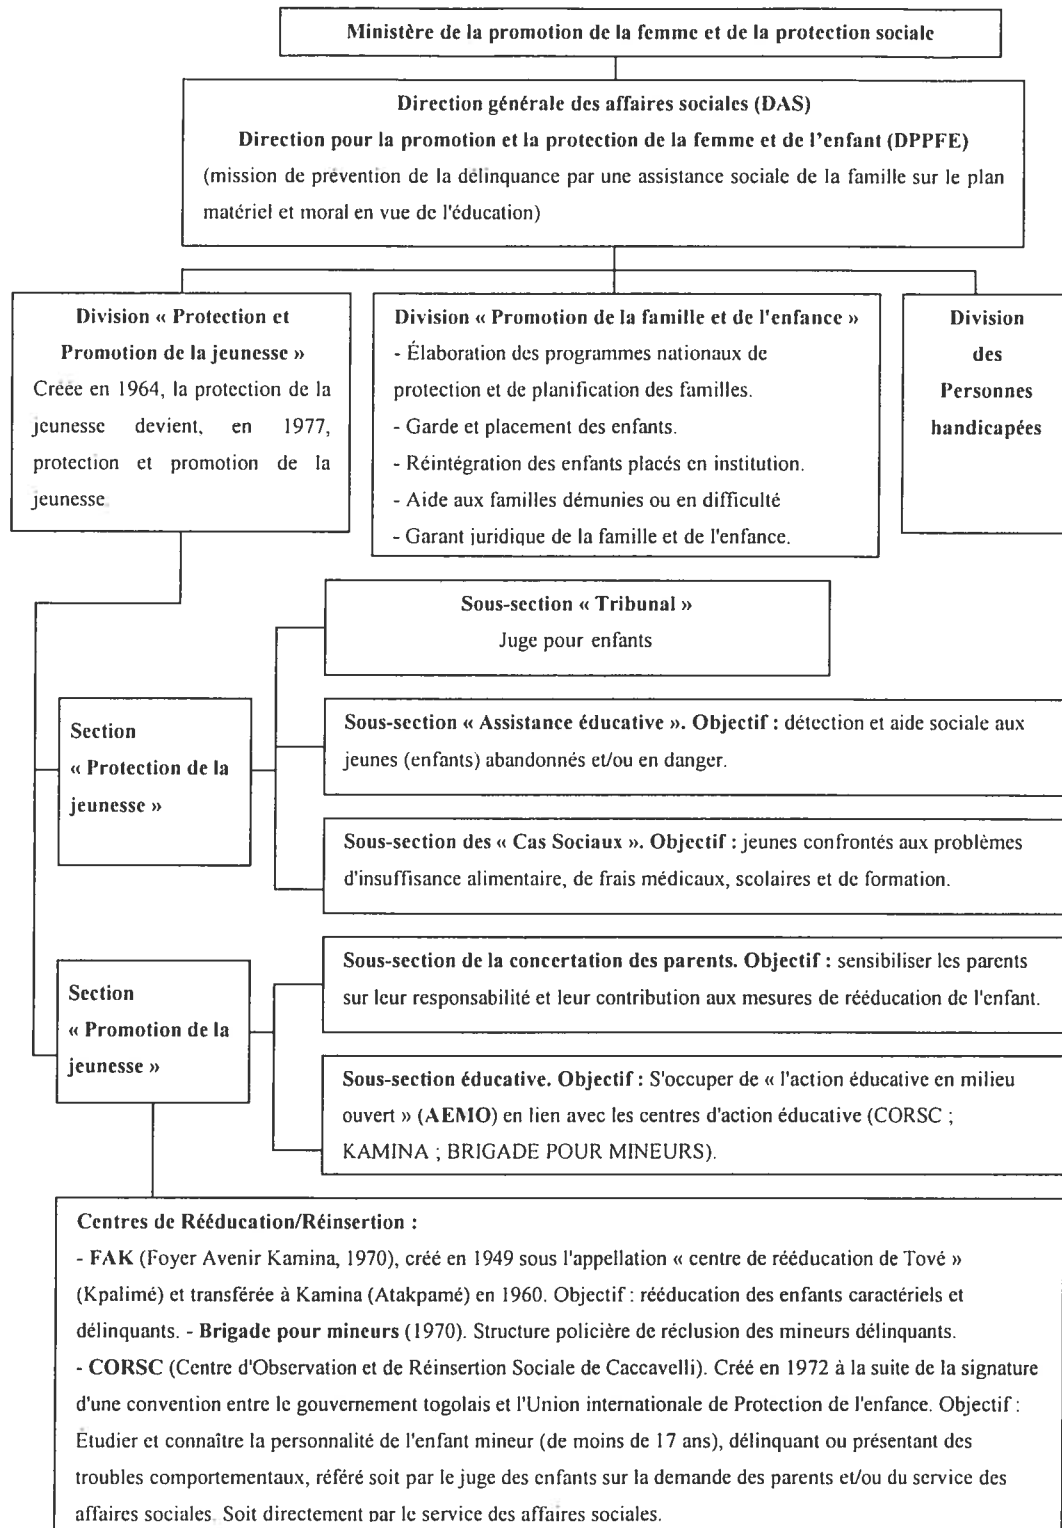 Ministère de la promotion de la femme et de la protection sociale
Direction générale des affaires sociales (DAS)
Direction pour la promotion et la protection de la femme et de l'enfant (DPPFE)
(mission de prévention de la délinquance par une assistance sociale de la famille sur le plan
matériel et moral en vue de l'éducation)
Division « Protection et
Promotion de la jeunesse »
Créée en 1964, la protection de la
jeunesse devient, en 1977,
protection et promotion de la
jeunesse.
Division « Promotion de la famille et de l'enfance »
- Élaboration des programmes nationaux de
protection et de planification des familles.
- Garde et placement des enfants.
- Réintégration des enfants placés en institution.
- Aide aux familles démunies ou en difficulté
- Garant juridique de la famille et de l'enfance.
Division
des
Personnes
handicapées
Sous-section « Tribunal »
Juge pour enfants
Section
« Protection de la
jeunesse »
Sous-section « Assistance éducative ». Objectif : détection et aide sociale aux
jeunes (enfants) abandonnés et/ou en danger.
Sous-section des « Cas Sociaux ». Objectif : jeunes confrontés aux problèmes
d'insuffisance alimentaire, de frais médicaux, scolaires et de formation.
Section
« Promotion de la
jeunesse »
Sous-section de la concertation des parents. Objectif : sensibiliser les parents
sur leur responsabilité et leur contribution aux mesures de rééducation de l'enfant.
Sous-section éducative. Objectif : S'occuper de « l'action éducative en milieu
ouvert » (AEMO) en lien avec les centres d'action éducative (CORSC ;
KAMINA ; BRIGADE POUR MINEURS).
Centres de Rééducation/Réinsertion :
- FAK (Foyer Avenir Kamina, 1970), créé en 1949 sous l'appellation « centre de rééducation de Tové »
(Kpalimé) et transférée à Kamina (Atakpamé) en 1960. Objectif : rééducation des enfants caractériels et
délinquants. - Brigade pour mineurs (1970). Structure policière de réclusion des mineurs délinquants.
- CORSC (Centre d'Observation et de Réinsertion Sociale de Caccavelli). Créé en 1972 à la suite de la signature
d'une convention entre le gouvernement togolais et l'Union internationale de Protection de l'enfance. Objectif :
Étudier et connaître la personnalité de l'enfant mineur (de moins de 17 ans), délinquant ou présentant des
troubles comportementaux, référé soit par le juge des enfants sur la demande des parents et/ou du service des
affaires sociales. Soit directement par le service des affaires sociales.